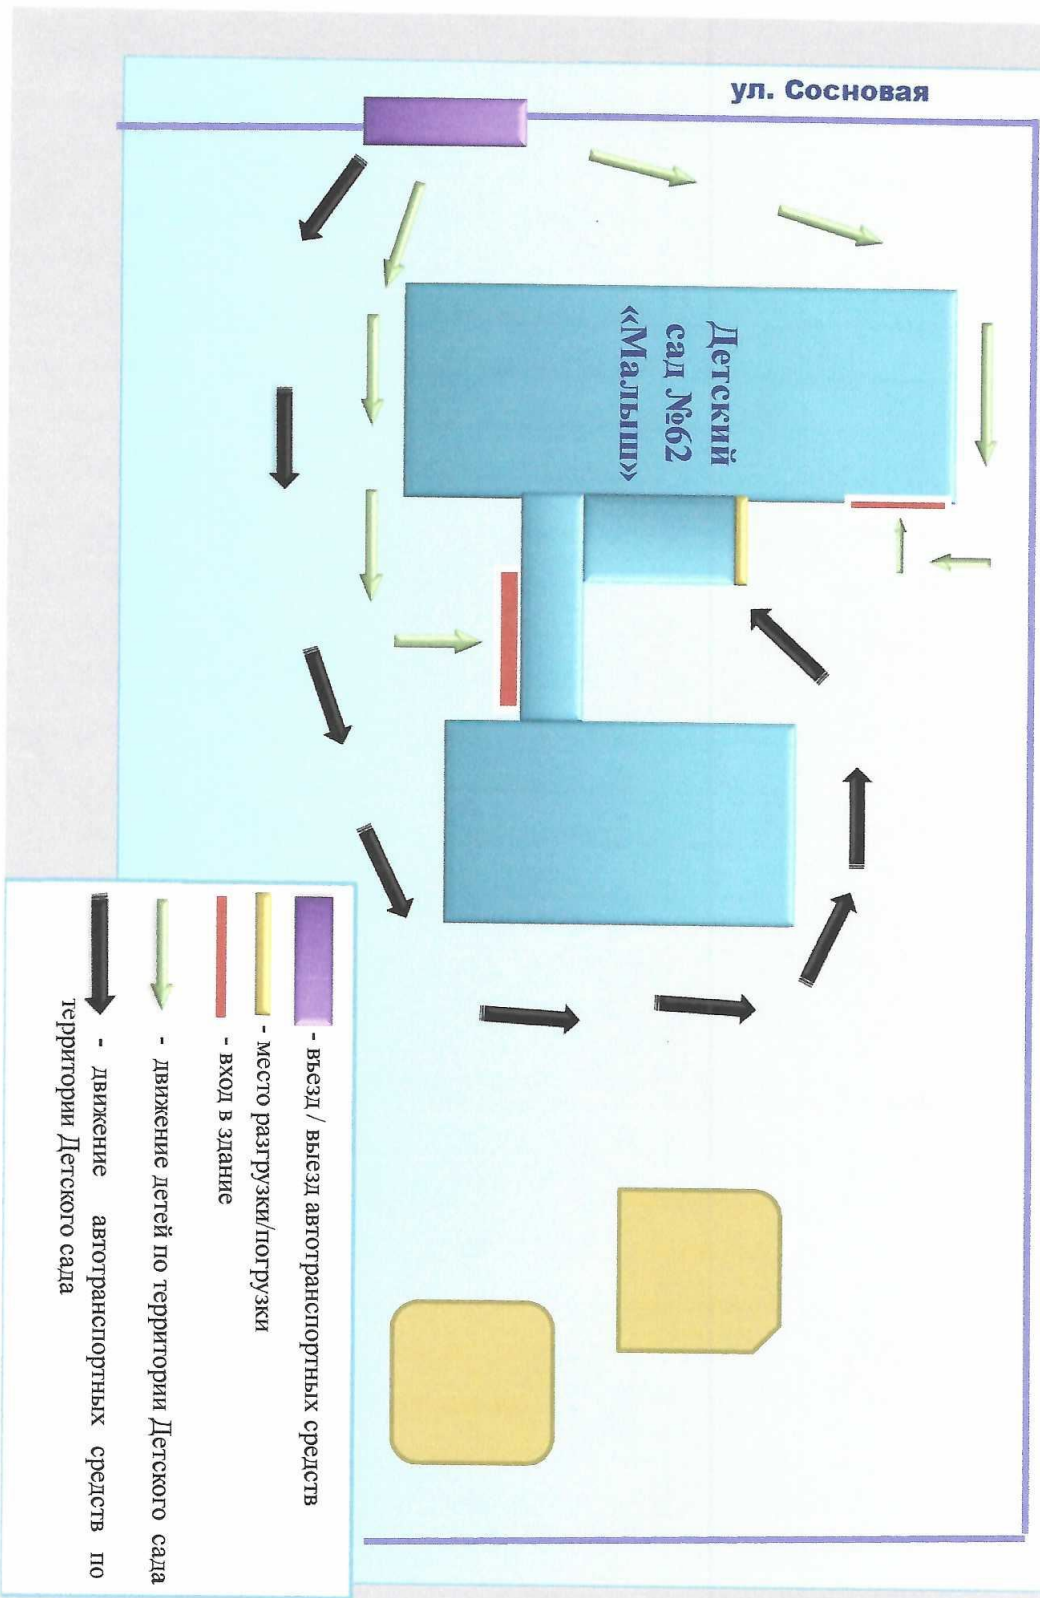 ул. Сосновая
Детский
сад №62
«Малыш»
- въезд / выезд автотранспортных средств
- место разгрузки/погрузки
- вход в здание
- движение детей по территории Детского сада
- движение автотранспортных средств по
территории Детского сада